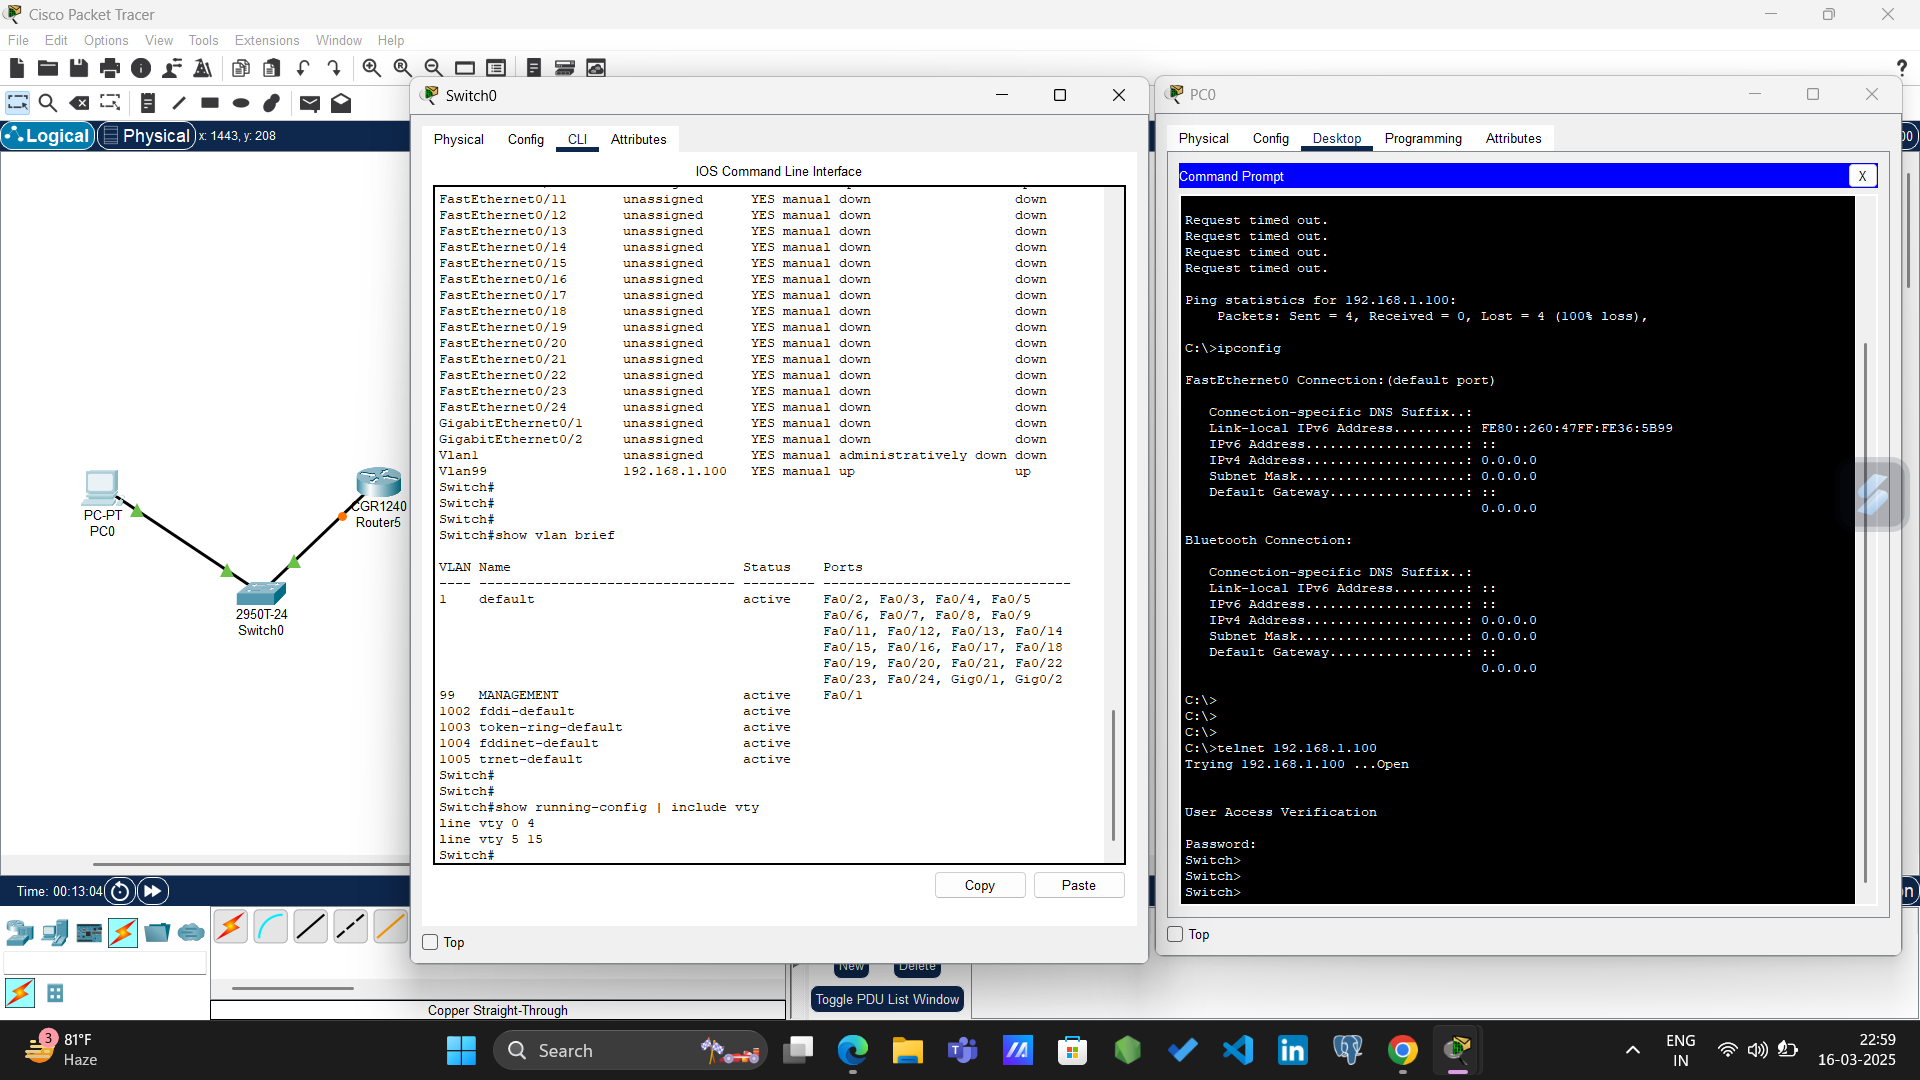 Cisco Packet Tracer
File Edit Options View Tools Extensions Window Help
Logical Physical x: 1443, y: 208
PC-PT
PC0
CGR1240
Router5
2950T-24
Switch0
Time: 00:13:04
Copper Straight-Through
New Delete
Toggle PDU List Window
Switch0
Physical Config CLI Attributes
IOS Command Line Interface
FastEthernet0/11 unassigned YES manual down down
FastEthernet0/12 unassigned YES manual down down
FastEthernet0/13 unassigned YES manual down down
FastEthernet0/14 unassigned YES manual down down
FastEthernet0/15 unassigned YES manual down down
FastEthernet0/16 unassigned YES manual down down
FastEthernet0/17 unassigned YES manual down down
FastEthernet0/18 unassigned YES manual down down
FastEthernet0/19 unassigned YES manual down down
FastEthernet0/20 unassigned YES manual down down
FastEthernet0/21 unassigned YES manual down down
FastEthernet0/22 unassigned YES manual down down
FastEthernet0/23 unassigned YES manual down down
FastEthernet0/24 unassigned YES manual down down
GigabitEthernet0/1 unassigned YES manual down down
GigabitEthernet0/2 unassigned YES manual down down
Vlan1 unassigned YES manual administratively down down
Vlan99 192.168.1.100 YES manual up up
Switch#
Switch#
Switch#
Switch#show vlan brief
VLAN Name Status Ports
---- -------------------------------- --------- -------------------------------
1 default active Fa0/2, Fa0/3, Fa0/4, Fa0/5
Fa0/6, Fa0/7, Fa0/8, Fa0/9
Fa0/11, Fa0/12, Fa0/13, Fa0/14
Fa0/15, Fa0/16, Fa0/17, Fa0/18
Fa0/19, Fa0/20, Fa0/21, Fa0/22
Fa0/23, Fa0/24, Gig0/1, Gig0/2
99 MANAGEMENT active Fa0/1
1002 fddi-default active
1003 token-ring-default active
1004 fddinet-default active
1005 trnet-default active
Switch#
Switch#
Switch#show running-config | include vty
line vty 0 4
line vty 5 15
Switch#
Copy Paste
Top
PC0
Physical Config Desktop Programming Attributes
Command Prompt X
Request timed out.
Request timed out.
Request timed out.
Request timed out.
Ping statistics for 192.168.1.100:
Packets: Sent = 4, Received = 0, Lost = 4 (100% loss),
C:\>ipconfig
FastEthernet0 Connection:(default port)
Connection-specific DNS Suffix..:
Link-local IPv6 Address.........: FE80::260:47FF:FE36:5B99
IPv6 Address....................: ::
IPv4 Address....................: 0.0.0.0
Subnet Mask.....................: 0.0.0.0
Default Gateway.................: ::
0.0.0.0
Bluetooth Connection:
Connection-specific DNS Suffix..:
Link-local IPv6 Address.........: ::
IPv6 Address....................: ::
IPv4 Address....................: 0.0.0.0
Subnet Mask.....................: 0.0.0.0
Default Gateway.................: ::
0.0.0.0
C:\>
C:\>
C:\>
C:\>telnet 192.168.1.100
Trying 192.168.1.100 ...Open
User Access Verification
Password:
Switch>
Switch>
Switch>
Top
3 81°F
Haze
Search
ENG
IN
22:59
16-03-2025